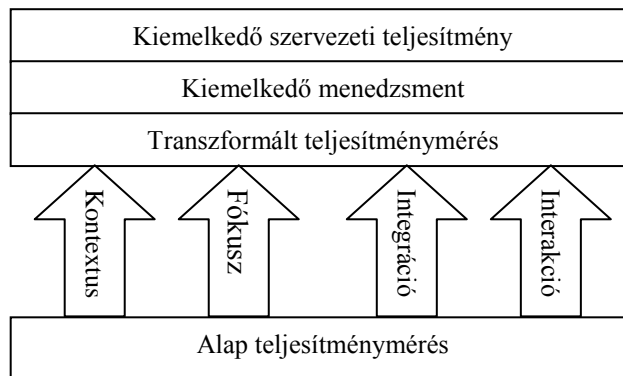 Kiemelkedő szervezeti teljesítmény
Kiemelkedő menedzsment
Transzformált teljesítménymérés
Kontextus
Fókusz
Integráció
Interakció
Alap teljesítménymérés